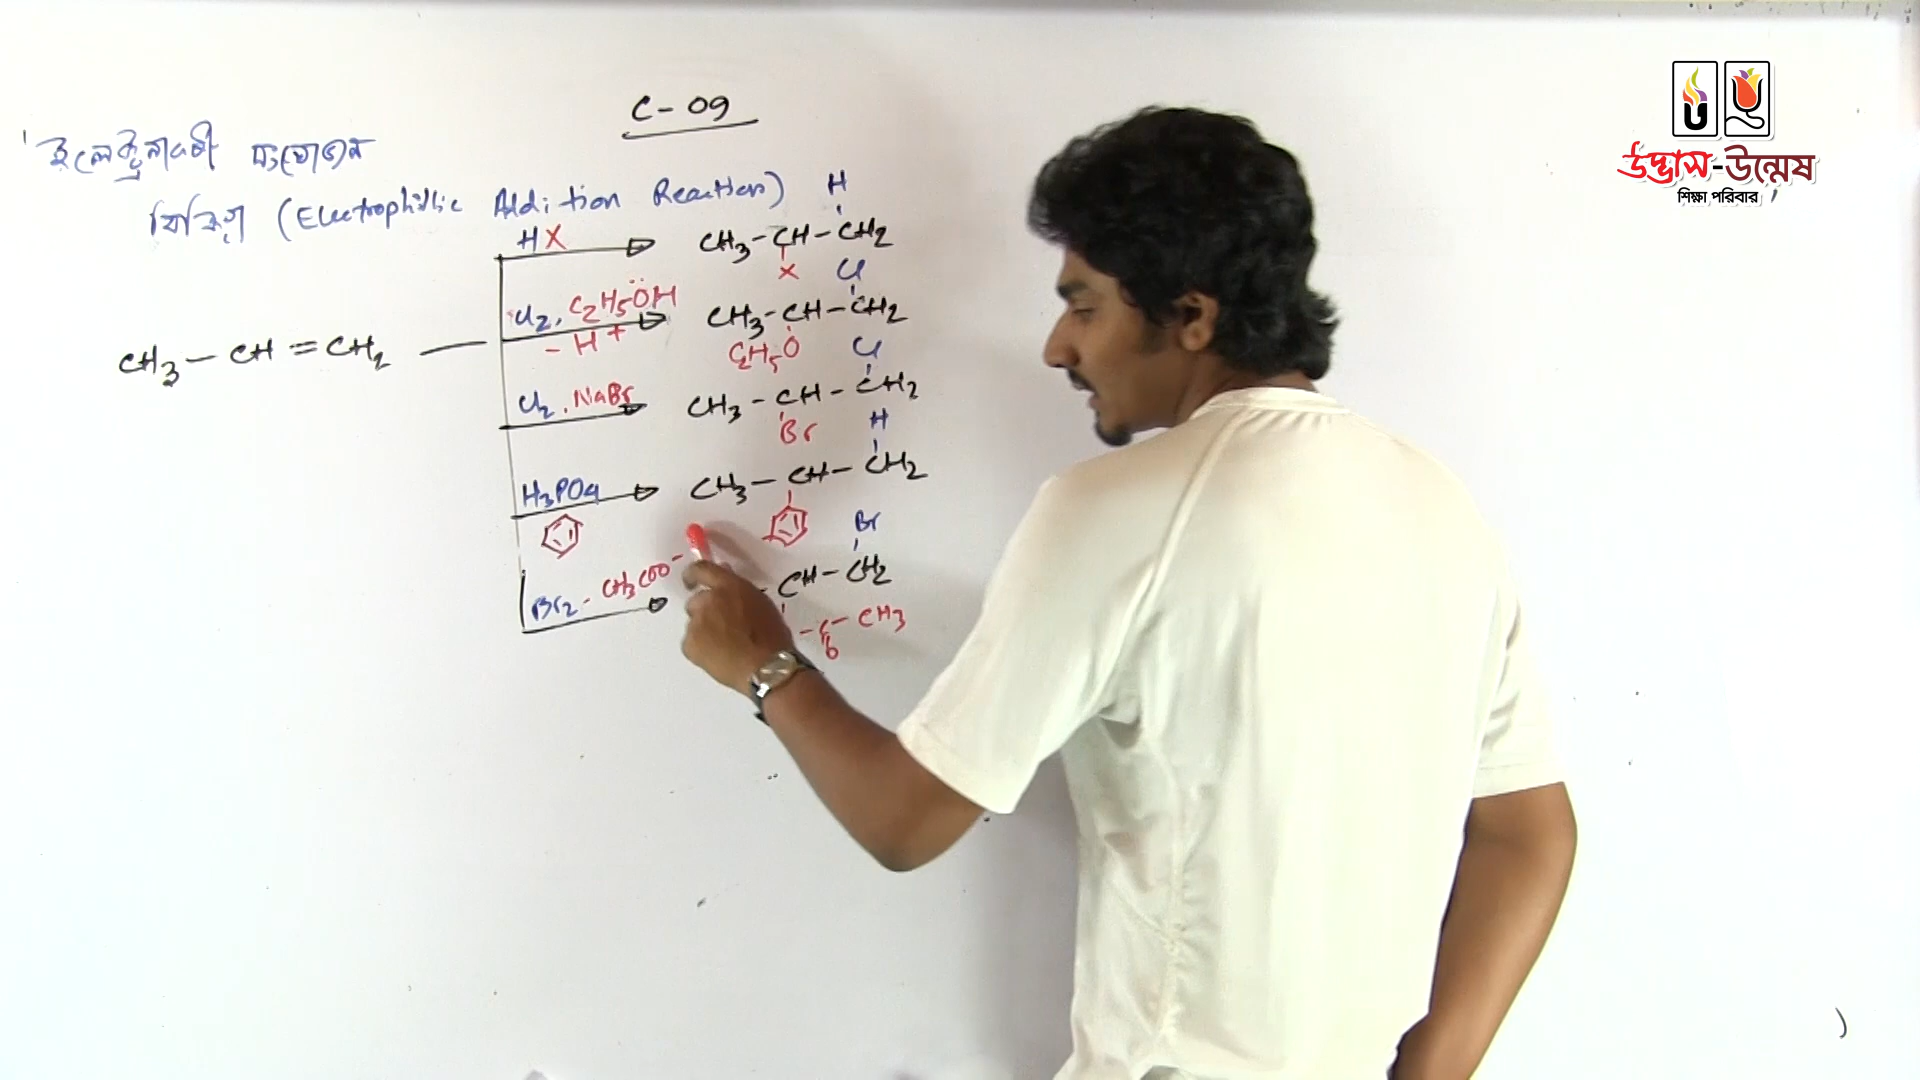 C-09
ইলেকট্রনাকর্ষী সংযোজন
বিক্রিয়া (Electrophillic Addition Reaction)
CH3 – CH = CH2
HX
H
CH3 – CH – CH2
X
Cl2, C2H5ÖH
– H+
Cl
CH3 – CH – CH2
C2H5O
Cl2, NaBr
Cl
CH3 – CH – CH2
Br
H3PO4
H
CH3 – CH – CH2
Br2 – CH3COO –
Br
CH – CH2
– C – CH3
O
উদ্ভাস-উন্মেষ
শিক্ষা পরিবার